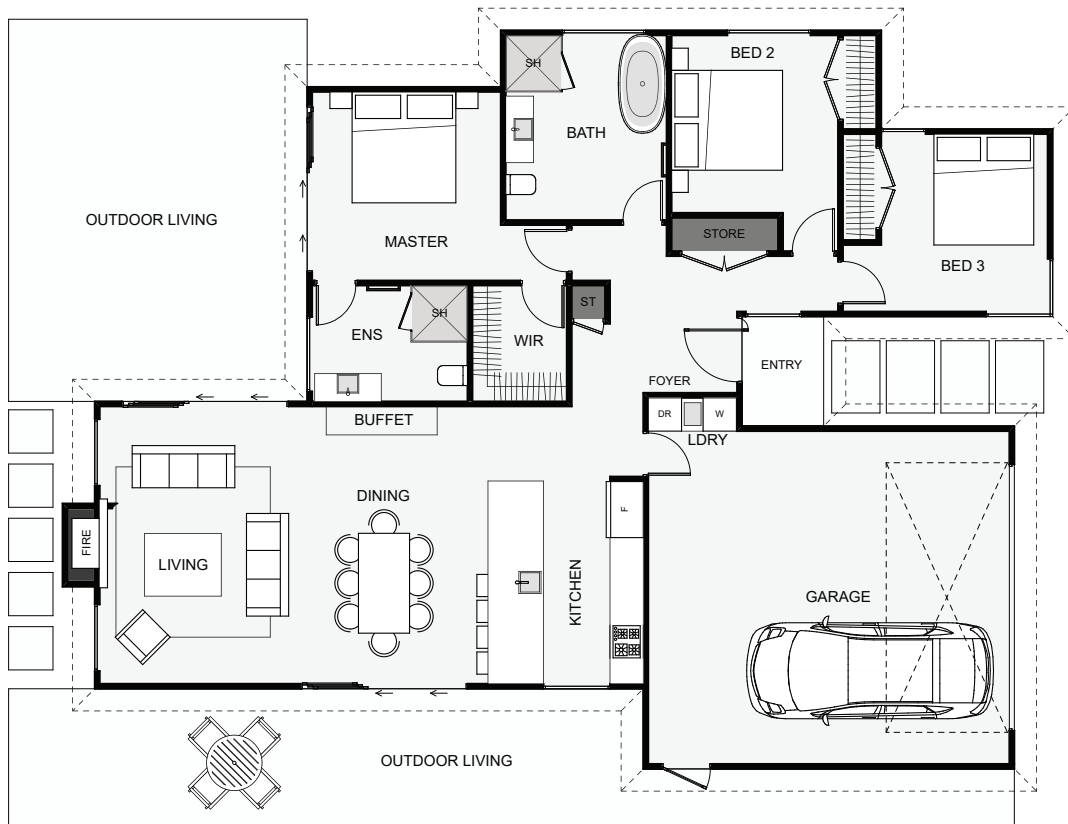 BED 2
SH
BATH
OUTDOOR LIVING
MASTER
STORE
BED 3
ST
SH
ENS
WIR
ENTRY
FOYER
DR
W
BUFFET
LDRY
DINING
F
FIRE
LIVING
KITCHEN
GARAGE
OUTDOOR LIVING